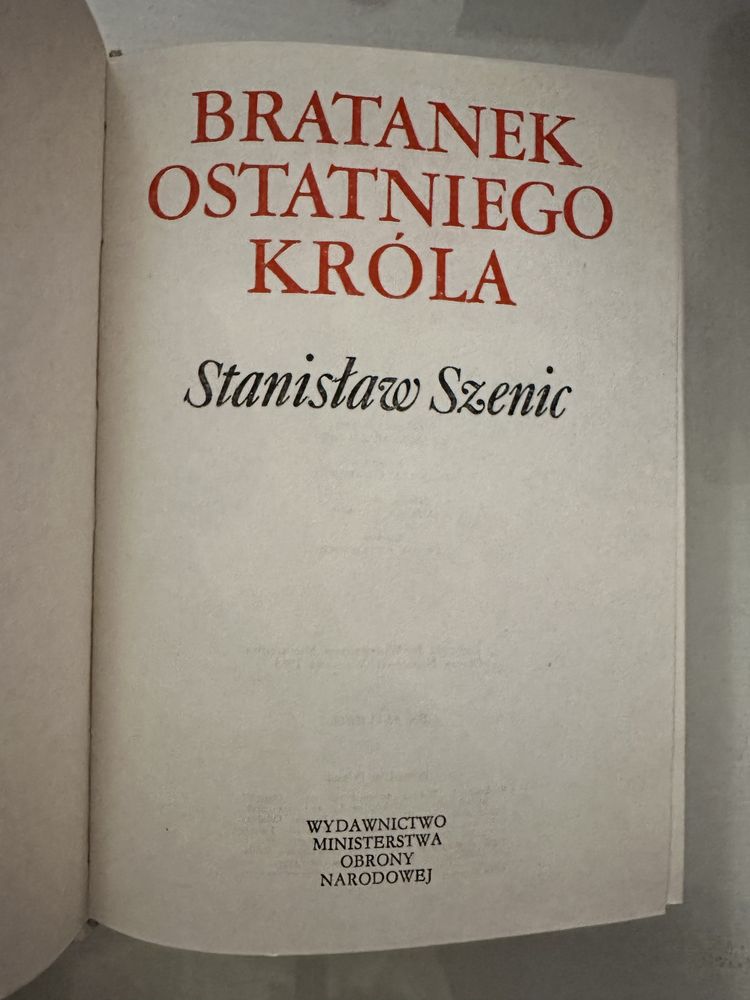 BRATANEK
OSTATNIEGO
KRÓLA
Stanisław Szenic
WYDAWNICTWO
MINISTERSTWA
OBRONY
NARODOWEJ